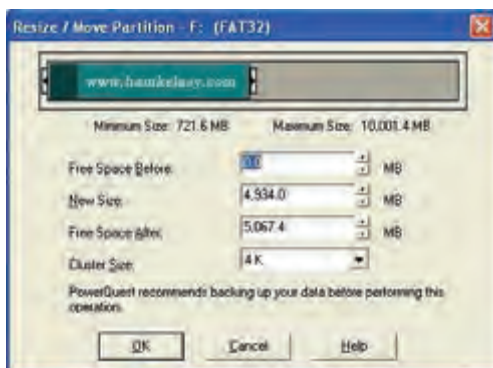 Resize / Move Partition - F: (FAT32)
www.hamkelasy.com
Minimum Size: 721.6 MB Maximum Size: 10,001.4 MB
Free Space Before: 0.0 MB
New Size: 4,934.0 MB
Free Space After: 5,067.4 MB
Cluster Size: 4 K
PowerQuest recommends backing up your data before performing this
operation.
OK Cancel Help